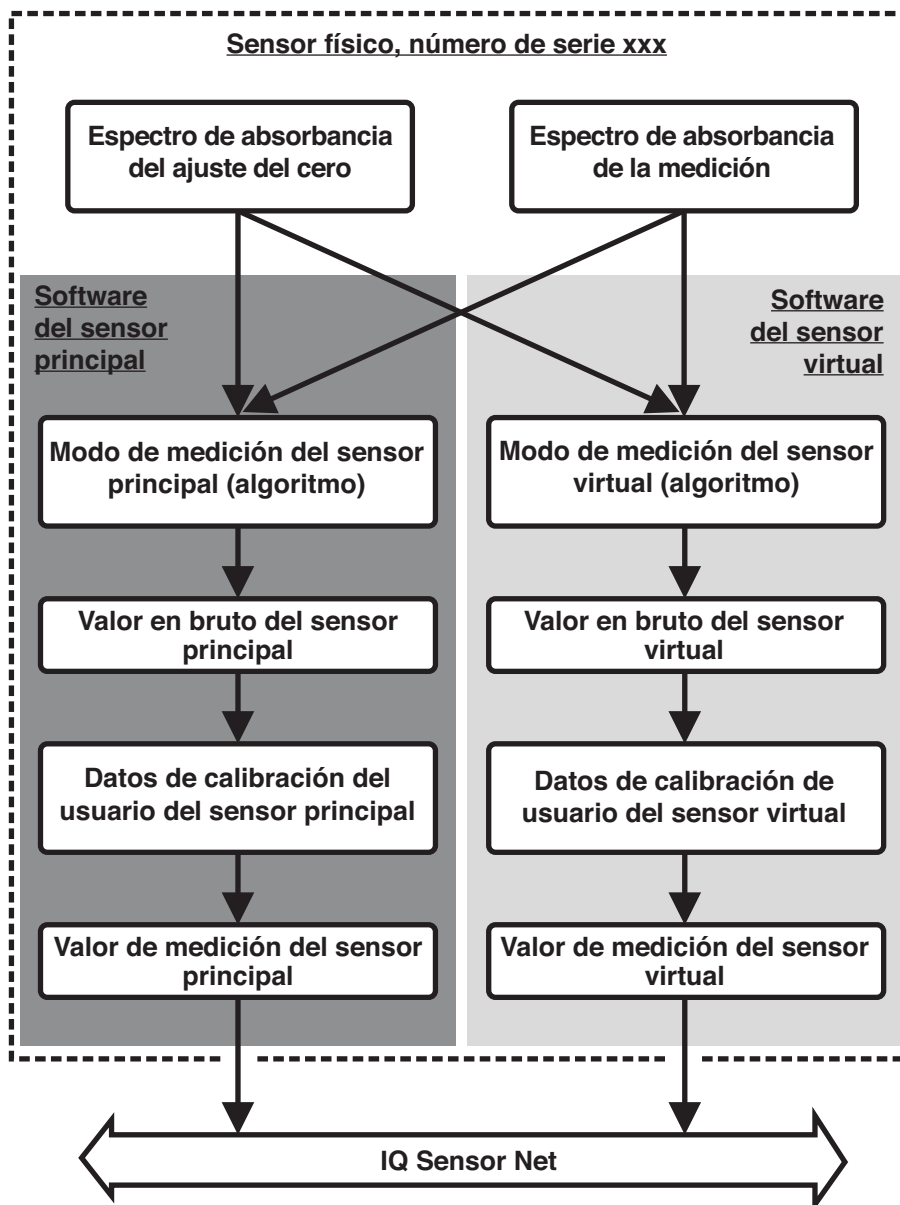 Sensor físico, número de serie xxx
Espectro de absorbancia
del ajuste del cero
Espectro de absorbancia
de la medición
Software
del sensor
principal
Software
del sensor
virtual
Modo de medición del sensor
principal (algoritmo)
Modo de medición del sensor
virtual (algoritmo)
Valor en bruto del sensor
principal
Valor en bruto del sensor
virtual
Datos de calibración del
usuario del sensor principal
Datos de calibración de
usuario del sensor virtual
Valor de medición del sensor
principal
Valor de medición del sensor
virtual
IQ Sensor Net